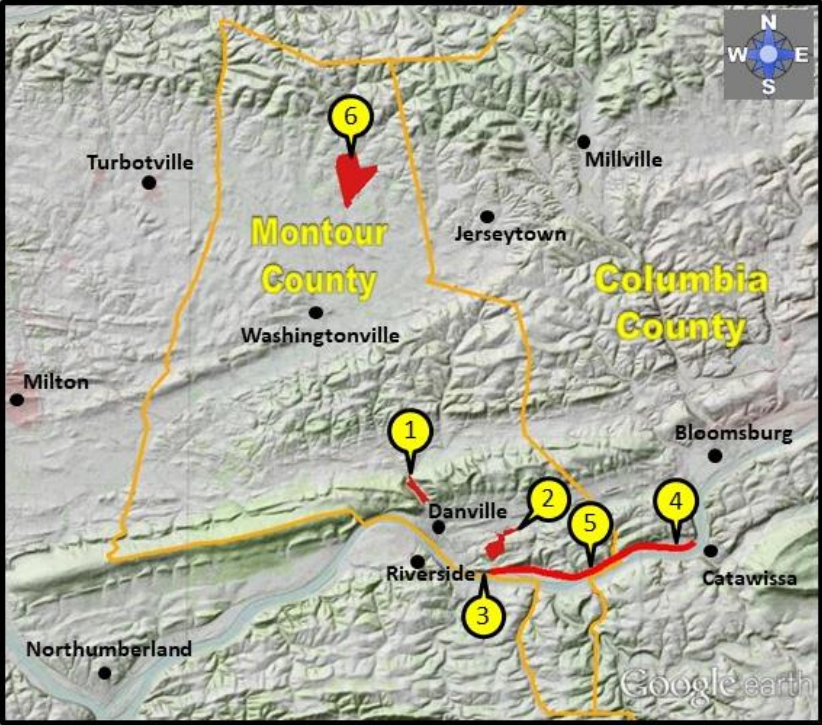 N
W E
S
6
Turbotville
Millville
Jerseytown
Montour
County
Columbia
County
Washingtonville
Milton
1
Bloomsburg
2
4
Danville
5
Riverside
Catawissa
3
Northumberland
Google earth